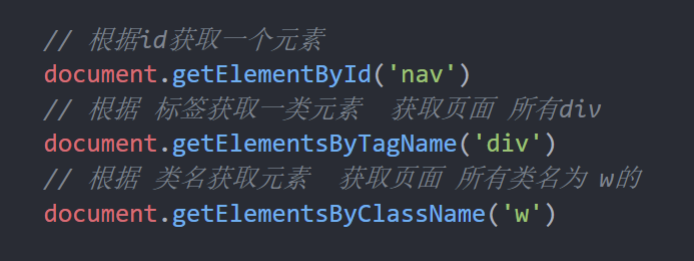 // 根据id获取一个元素
document.getElementById('nav')
// 根据 标签获取一类元素  获取页面 所有div
document.getElementsByTagName('div')
// 根据 类名获取元素  获取页面 所有类名为 w的
document.getElementsByClassName('w')